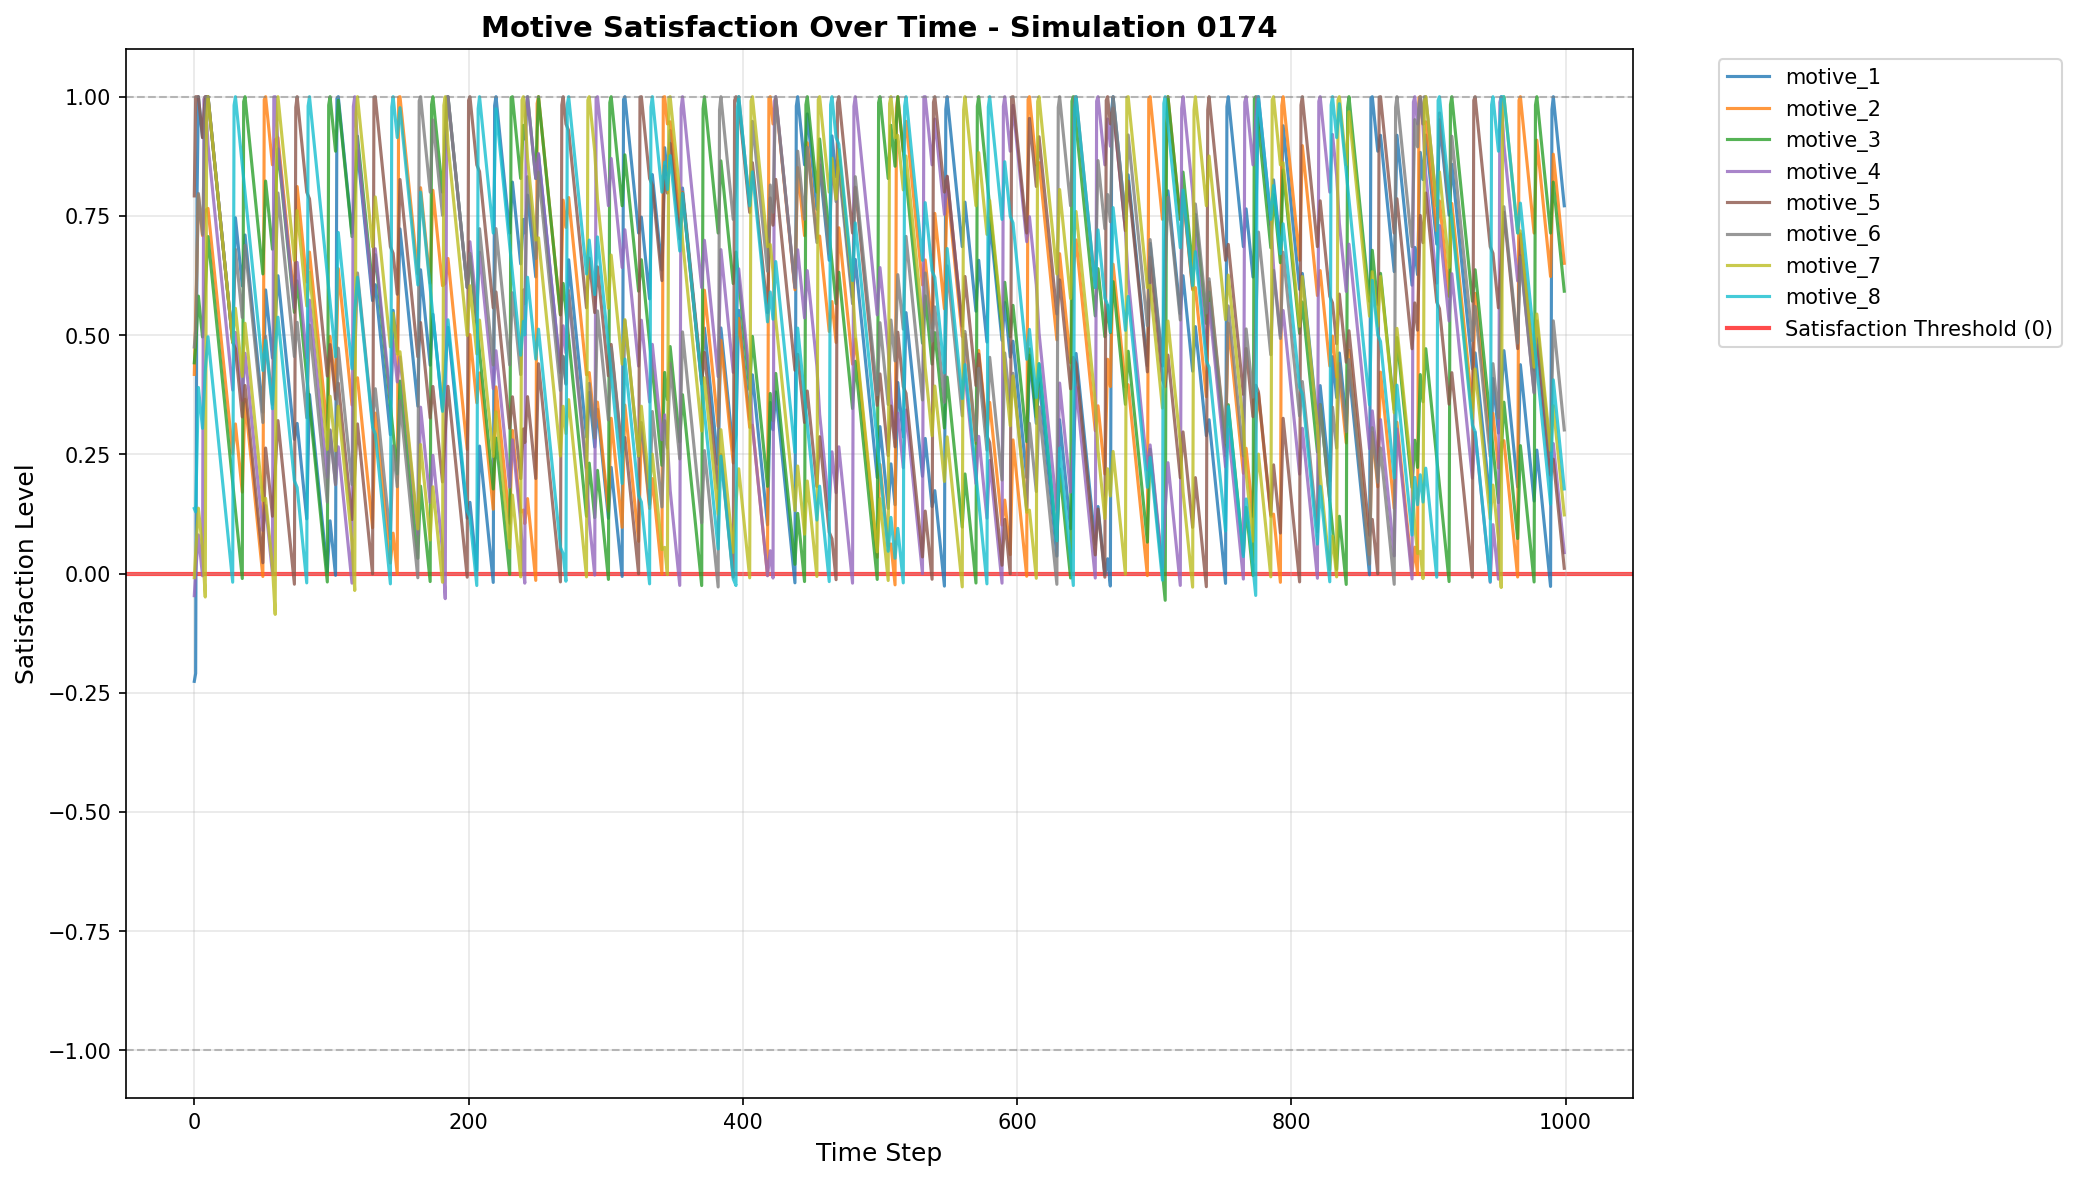 Motive Satisfaction Over Time - Simulation 0174
Satisfaction Level
1.00
0.75
0.50
0.25
0.00
−0.25
−0.50
−0.75
−1.00
0
200
400
600
800
1000
Time Step
motive_1
motive_2
motive_3
motive_4
motive_5
motive_6
motive_7
motive_8
Satisfaction Threshold (0)